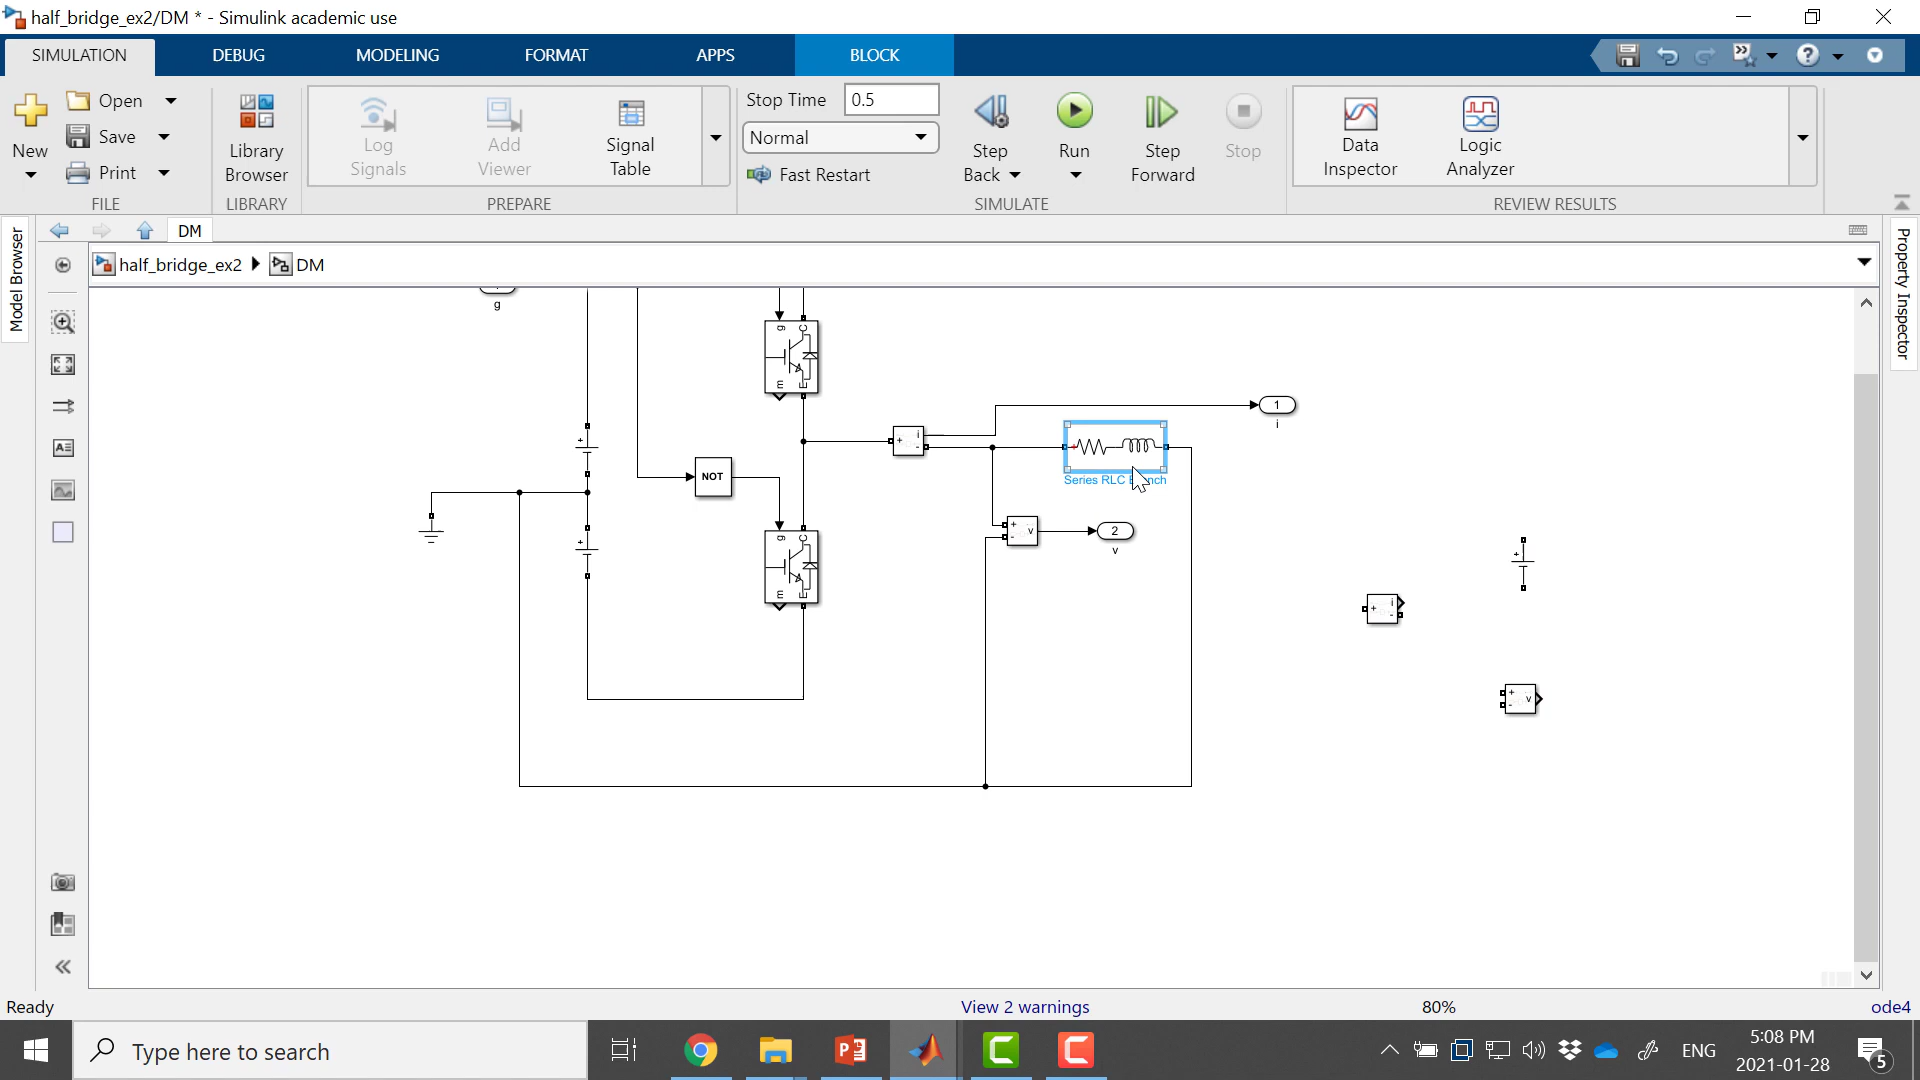 half_bridge_ex2/DM * - Simulink academic use
SIMULATION
DEBUG
MODELING
FORMAT
APPS
BLOCK
New
Open
Save
Print
FILE
Library
Browser
LIBRARY
Log
Signals
Add
Viewer
Signal
Table
PREPARE
Stop Time 0.5
Normal
Fast Restart
Step
Back
Run
Step
Forward
Stop
SIMULATE
Data
Inspector
Logic
Analyzer
REVIEW RESULTS
Model Browser
DM
half_bridge_ex2
DM
Property Inspector
g
g C
m E
1
i
+ i
-
Series RLC
NOT
g C
m E
+ v
-
2
v
+ i
-
+ v
-
Ready
View 2 warnings
80%
ode4
Type here to search
ENG
5:08 PM
2021-01-28
5